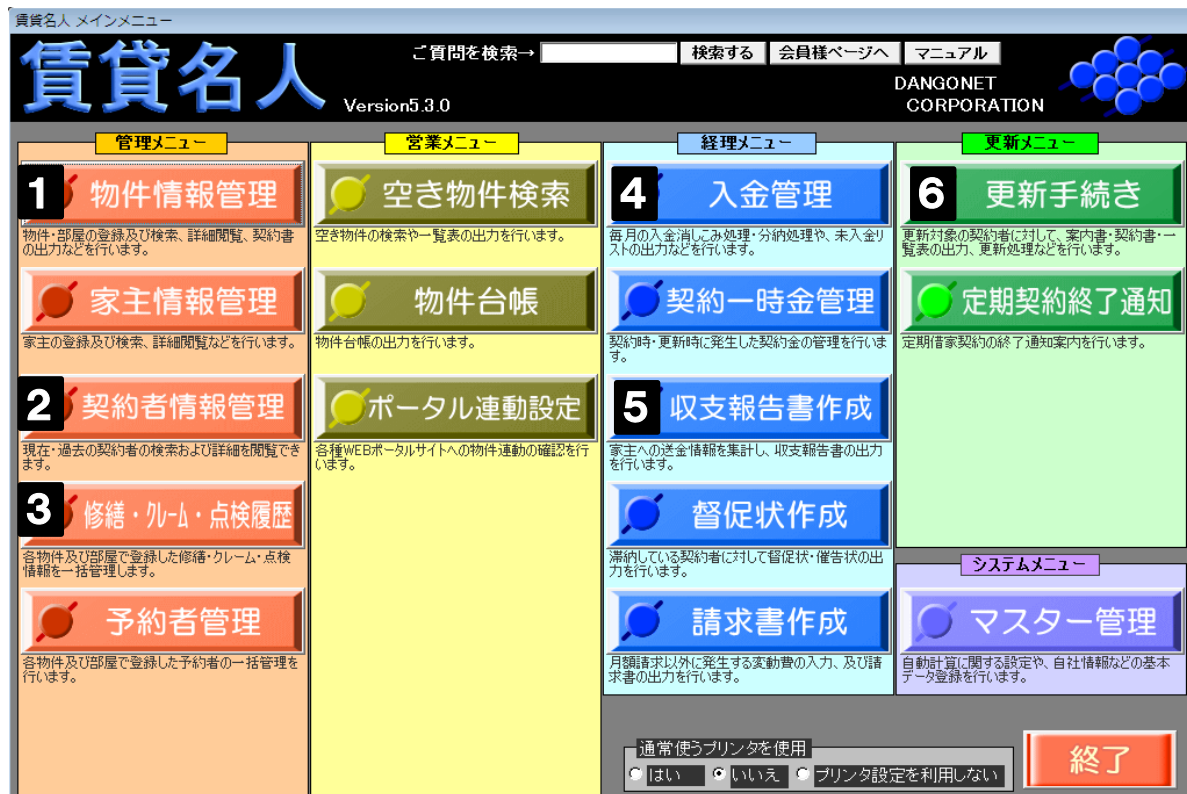 賃貸名人 メインメニュー
賃貸名人
Version5.3.0
ご質問を検索→
検索する
会員様ページへ
マニュアル
DANGONET
CORPORATION
管理メニュー
1
物件情報管理
物件・部屋の登録及び検索、詳細閲覧、契約書
の出力などを行います。
家主情報管理
家主の登録及び検索、詳細閲覧などを行います。
2
契約者情報管理
現在・過去の契約者の検索および詳細を閲覧でき
ます。
3
修繕・クレーム・点検履歴
各物件及び部屋で登録した修繕・クレーム・点検
情報を一括管理します。
予約者管理
各物件及び部屋で登録した予約者の一括管理を
行います。
営業メニュー
空き物件検索
空き物件の検索や一覧表の出力を行います。
物件台帳
物件台帳の出力を行います。
ポータル連動設定
各種WEBポータルサイトへの物件連動の確認を行
います。
経理メニュー
4
入金管理
毎月の入金消しこみ処理・分納処理や、未入金リ
ストの出力などを行います。
契約一時金管理
契約時・更新時に発生した契約金の管理を行いま
す。
5
収支報告書作成
家主への送金情報を集計し、収支報告書の出力
を行います。
督促状作成
滞納している契約者に対して督促状・催告状の出
力を行います。
請求書作成
月額請求以外に発生する変動費の入力、及び請
求書の出力を行います。
更新メニュー
6
更新手続き
更新対象の契約者に対して、案内書・契約書・一
覧表の出力、更新処理などを行います。
定期契約終了通知
定期借家契約の終了通知案内を行います。
システムメニュー
マスター管理
自動計算に関する設定や、自社情報などの基本
データ登録を行います。
通常使うプリンタを使用
はい
いいえ
プリンタ設定を利用しない
終了